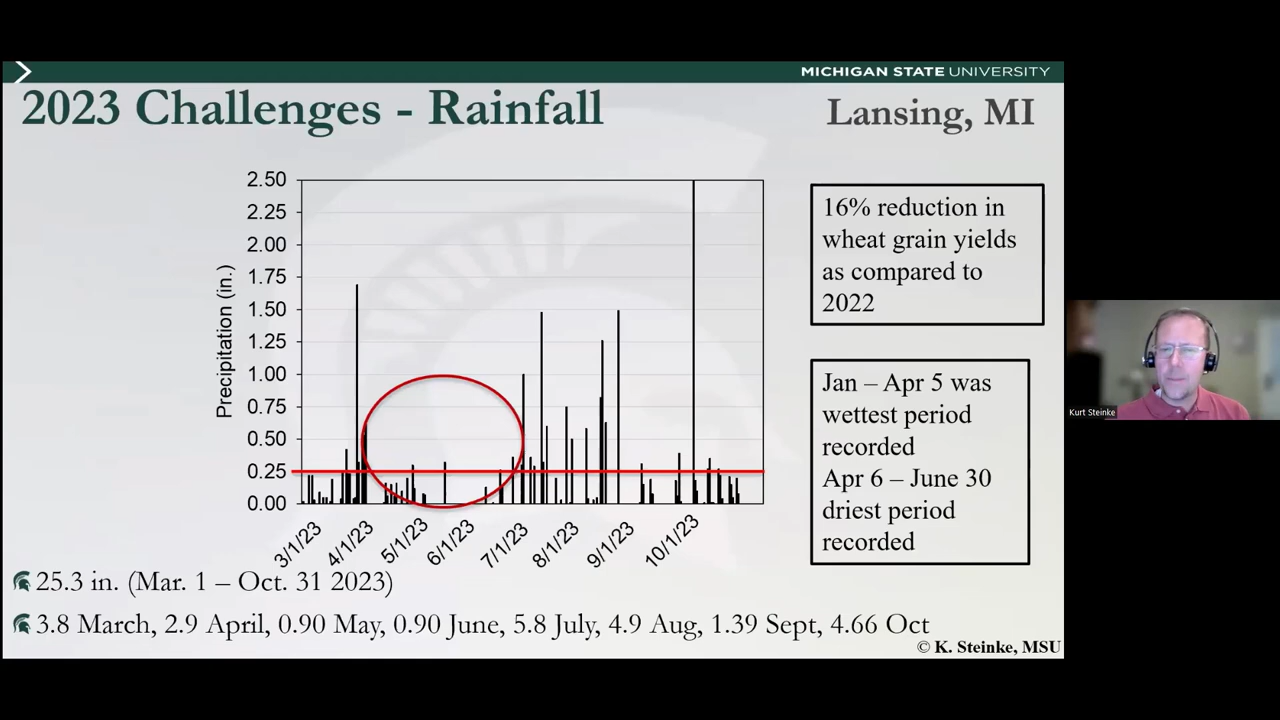 MICHIGAN STATE UNIVERSITY
2023 Challenges - Rainfall
Lansing, MI
Precipitation (in.)
2.50
2.25
2.00
1.75
1.50
1.25
1.00
0.75
0.50
0.25
0.00
3/1/23
4/1/23
5/1/23
6/1/23
7/1/23
8/1/23
9/1/23
10/1/23
16% reduction in
wheat grain yields
as compared to
2022
Jan – Apr 5 was
wettest period
recorded
Apr 6 – June 30
driest period
recorded
Kurt Steinke
25.3 in. (Mar. 1 – Oct. 31 2023)
3.8 March, 2.9 April, 0.90 May, 0.90 June, 5.8 July, 4.9 Aug, 1.39 Sept, 4.66 Oct
© K. Steinke, MSU